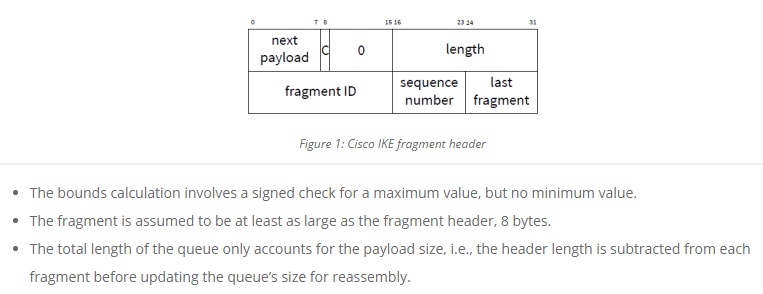 0 7 8 15 16 23 24 31
next payload C 0 length
fragment ID sequence number last fragment
Figure 1: Cisco IKE fragment header
• The bounds calculation involves a signed check for a maximum value, but no minimum value.
• The fragment is assumed to be at least as large as the fragment header, 8 bytes.
• The total length of the queue only accounts for the payload size, i.e., the header length is subtracted from each
fragment before updating the queue’s size for reassembly.